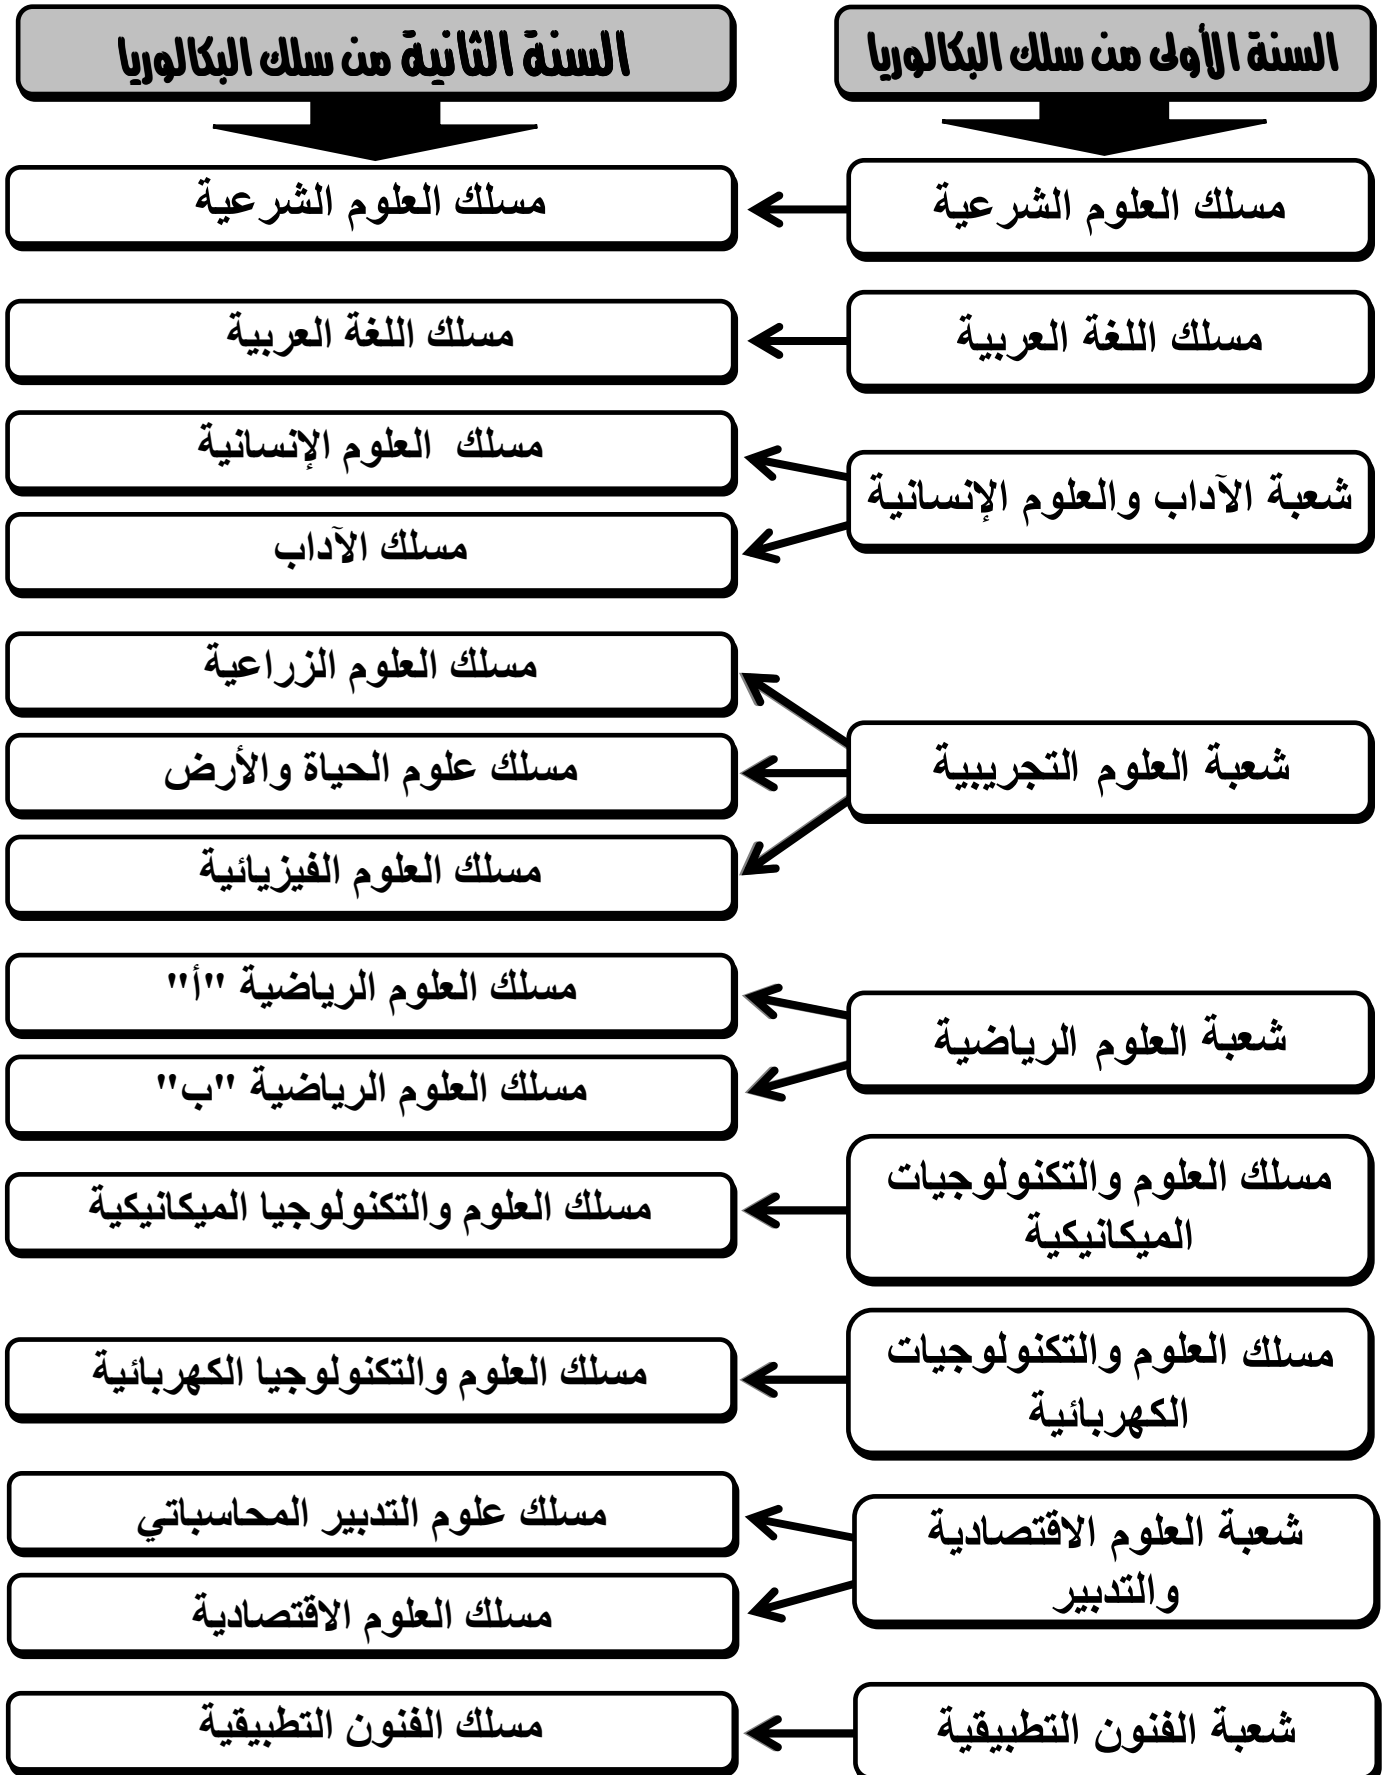 السنة الأولى من سلك البكالوريا
السنة الثانية من سلك البكالوريا
مسلك العلوم الشرعية
مسلك العلوم الشرعية
مسلك اللغة العربية
مسلك اللغة العربية
شعبة الآداب والعلوم الإنسانية
مسلك العلوم الإنسانية
مسلك الآداب
شعبة العلوم التجريبية
مسلك العلوم الزراعية
مسلك علوم الحياة والأرض
مسلك العلوم الفيزيائية
شعبة العلوم الرياضية
مسلك العلوم الرياضية "أ"
مسلك العلوم الرياضية "ب"
مسلك العلوم والتكنولوجيات
الميكانيكية
مسلك العلوم والتكنولوجيا الميكانيكية
مسلك العلوم والتكنولوجيات
الكهربائية
مسلك العلوم والتكنولوجيا الكهربائية
شعبة العلوم الاقتصادية
والتدبير
مسلك علوم التدبير المحاسباتي
مسلك العلوم الاقتصادية
شعبة الفنون التطبيقية
مسلك الفنون التطبيقية